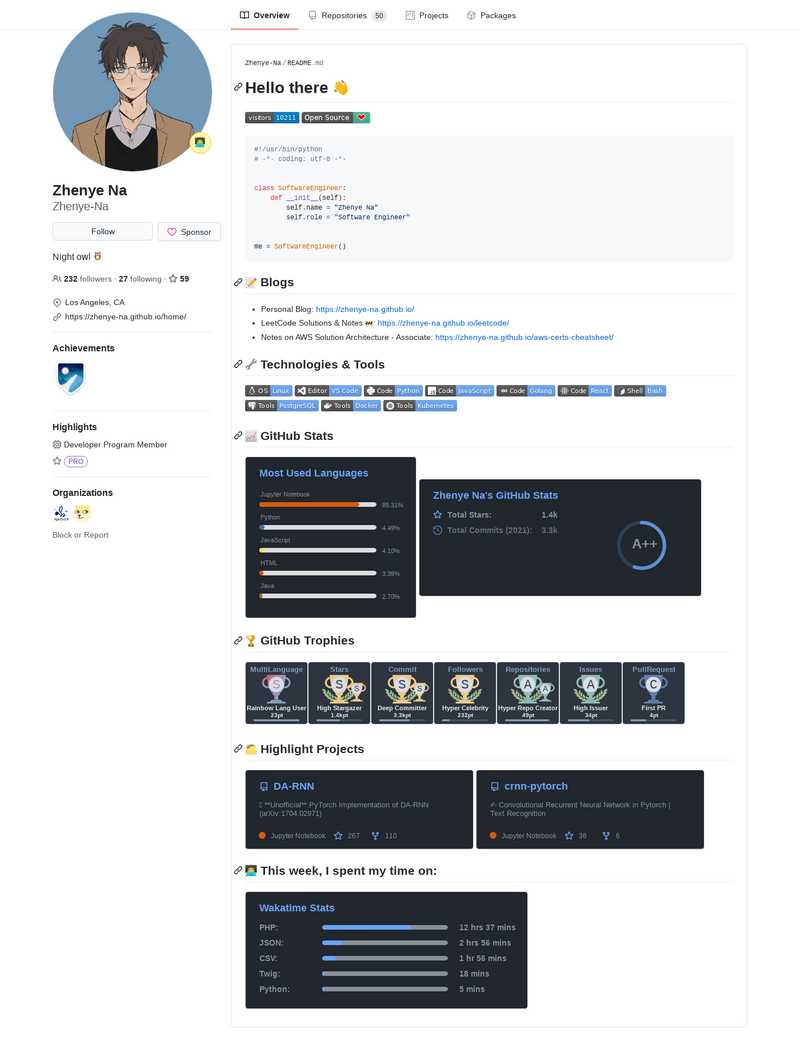 Overview
Repositories 50
Projects
Packages
Zhenye Na
Zhenye-Na
Follow
Sponsor
Night owl
232 followers · 27 following · 59
Los Angeles, CA
https://zhenye-na.github.io/home/
Achievements
Highlights
Developer Program Member
PRO
Organizations
Block or Report
Zhenye-Na / README.md
Hello there
visitors 10211 Open Source
#!/usr/bin/python
# -*- coding: utf-8 -*-
class SoftwareEngineer:
def __init__(self):
self.name = "Zhenye Na"
self.role = "Software Engineer"
me = SoftwareEngineer()
Blogs
Personal Blog: https://zhenye-na.github.io/
LeetCode Solutions & Notes : https://zhenye-na.github.io/leetcode/
Notes on AWS Solution Architecture - Associate: https://zhenye-na.github.io/aws-certs-cheatsheet/
Technologies & Tools
OS Linux Editor VS Code Code Python Code JavaScript Code Golang Code React Shell Bash
Tools PostgreSQL Tools Docker Tools Kubernetes
GitHub Stats
Most Used Languages
Jupyter Notebook
85.31%
Python
4.49%
JavaScript
4.10%
HTML
3.39%
Java
2.70%
Zhenye Na's GitHub Stats
Total Stars: 1.4k
Total Commits (2021): 3.3k
A++
GitHub Trophies
MultiLanguage Stars Commit Followers Repositories Issues PullRequest
S S S S S S A A A C
Rainbow Lang User High Stargazer Deep Committer Hyper Celebrity Hyper Repo Creator High Issuer First PR
23pt 1.4kpt 3.3kpt 232pt 49pt 34pt 4pt
Highlight Projects
DA-RNN
**Unofficial** PyTorch Implementation of DA-RNN
(arXiv:1704.02971)
Jupyter Notebook 267 110
crnn-pytorch
Convolutional Recurrent Neural Network in Pytorch |
Text Recognition
Jupyter Notebook 36 6
This week, I spent my time on:
Wakatime Stats
PHP: 12 hrs 37 mins
JSON: 2 hrs 56 mins
CSV: 1 hr 56 mins
Twig: 18 mins
Python: 5 mins